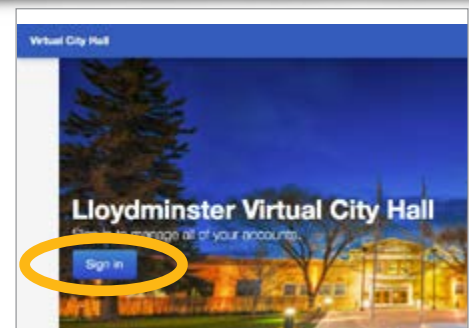 Virtual City Hall
Lloydminster Virtual City Hall
Sign in to manage all of your accounts.
Sign in